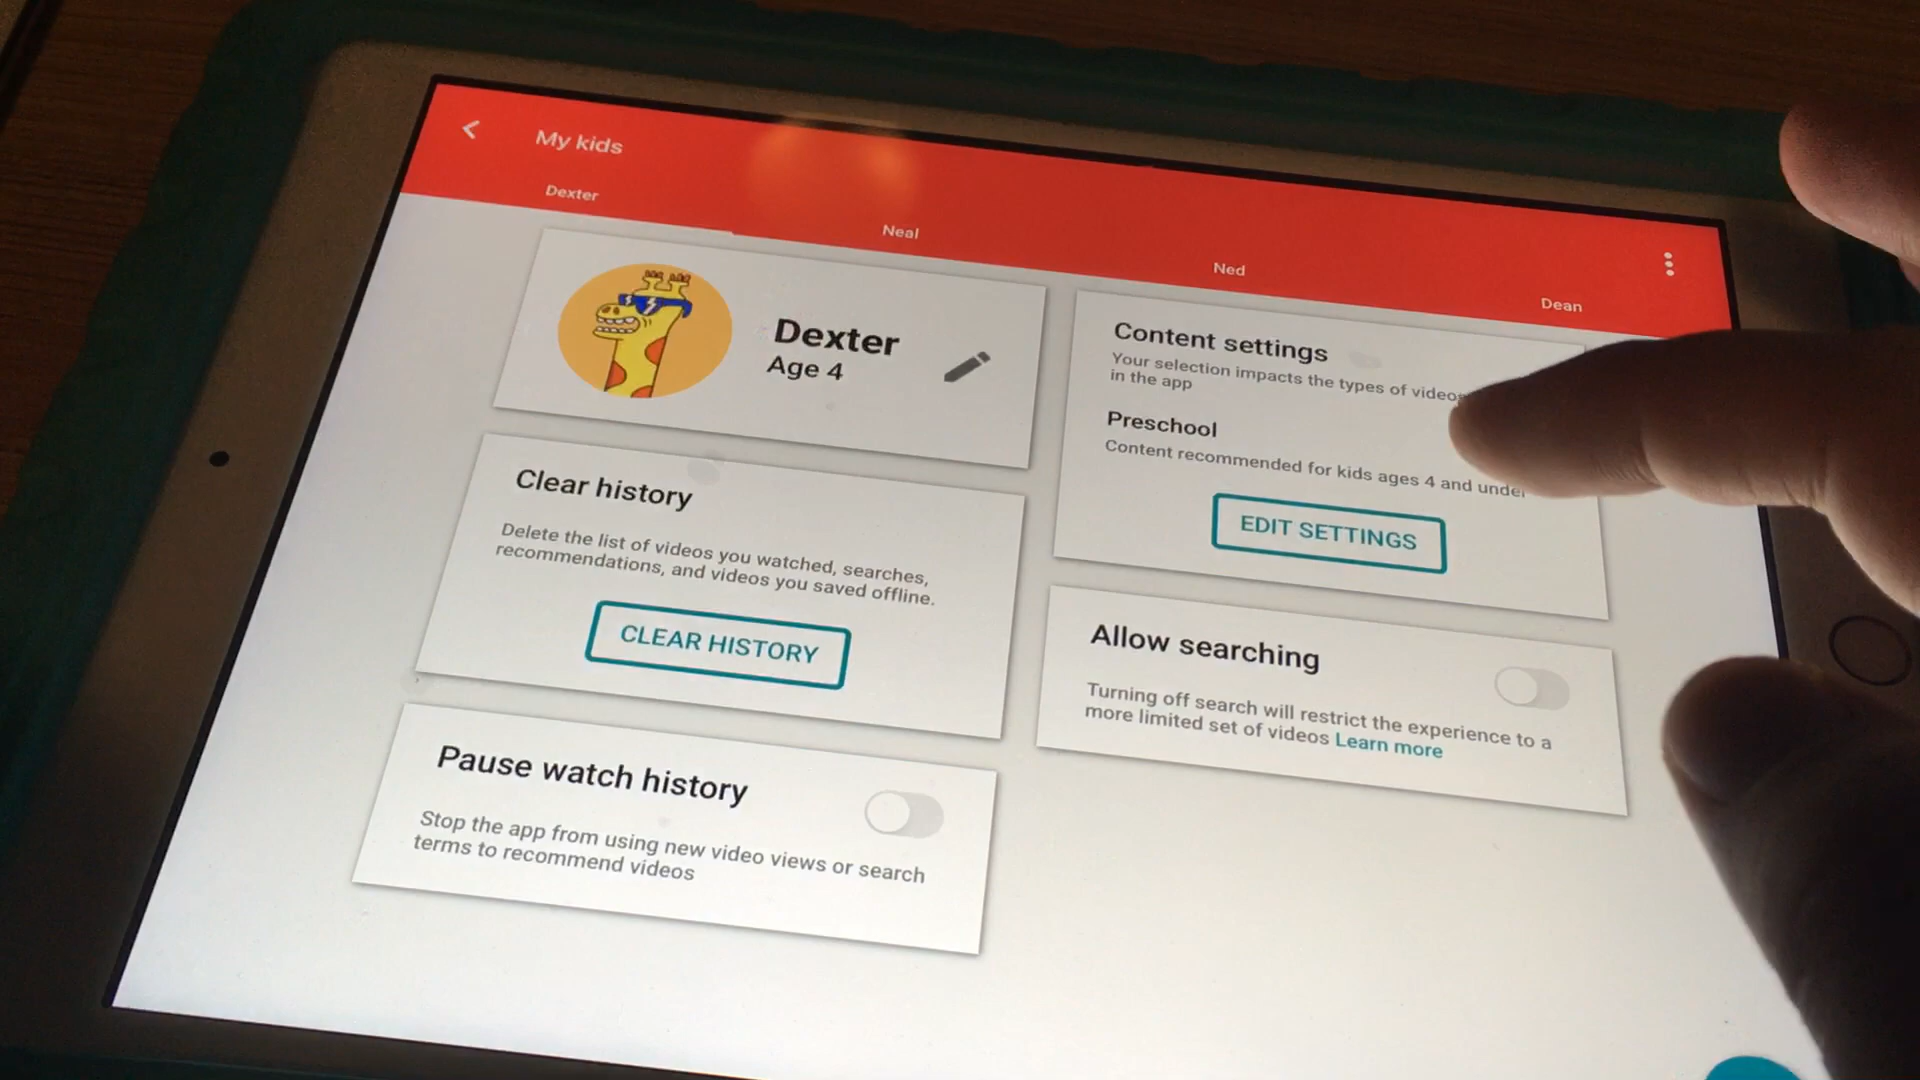 My kids
Dexter
Neal
Ned
Dean
Dexter
Age 4
Content settings
Your selection impacts the types of videos
in the app
Preschool
Content recommended for kids ages 4 and under
EDIT SETTINGS
Clear history
Delete the list of videos you watched, searches,
recommendations, and videos you saved offline.
CLEAR HISTORY
Allow searching
Turning off search will restrict the experience to a
more limited set of videos Learn more
Pause watch history
Stop the app from using new video views or search
terms to recommend videos